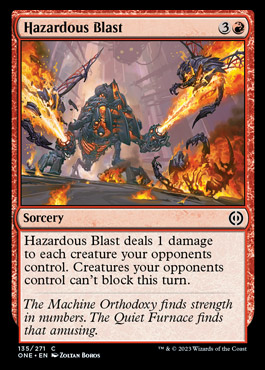 Hazardous Blast 3
Sorcery
Hazardous Blast deals 1 damage
to each creature your opponents
control. Creatures your opponents
control can't block this turn.
The Machine Orthodoxy finds strength
in numbers. The Quiet Furnace finds
that amusing.
135/271 C
ONE • EN Zoltan Boros
™ & © 2023 Wizards of the Coast